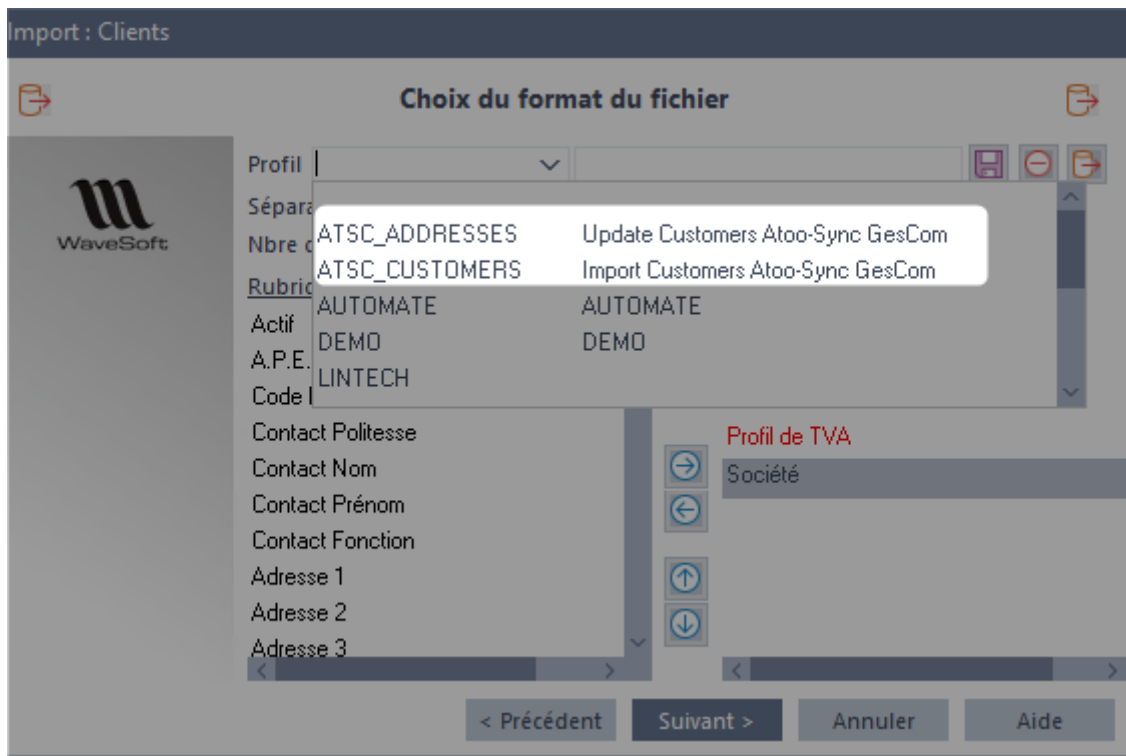 Import : Clients
Choix du format du fichier
WaveSoft
Profil
Sépara
ATSC_ADDRESSES Update Customers Atoo-Sync GesCom
Nbre d
ATSC_CUSTOMERS Import Customers Atoo-Sync GesCom
Rubric
AUTOMATE AUTOMATE
Actif
DEMO DEMO
A.P.E.
LINTECH
Code
Contact Politesse
Profil de TVA
Contact Nom
Société
Contact Prénom
Contact Fonction
Adresse 1
Adresse 2
Adresse 3
< Précédent Suivant > Annuler Aide